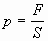 p = F/S